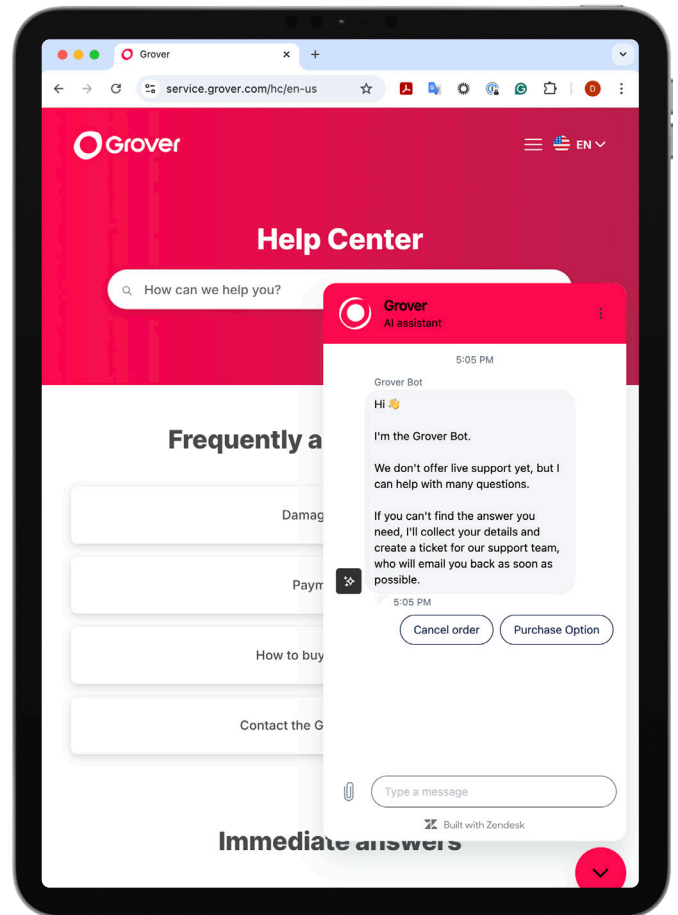 Grover
service.grover.com/hc/en-us
D
Grover
EN
Help Center
How can we help you?
Frequently a
Damag
Paym
How to buy
Contact the G
Immediate answers
Grover
AI assistant
5:05 PM
Grover Bot
Hi 👋
I'm the Grover Bot.
We don't offer live support yet, but I
can help with many questions.
If you can't find the answer you
need, I'll collect your details and
create a ticket for our support team,
who will email you back as soon as
possible.
5:05 PM
Cancel order
Purchase Option
Type a message
Built with Zendesk